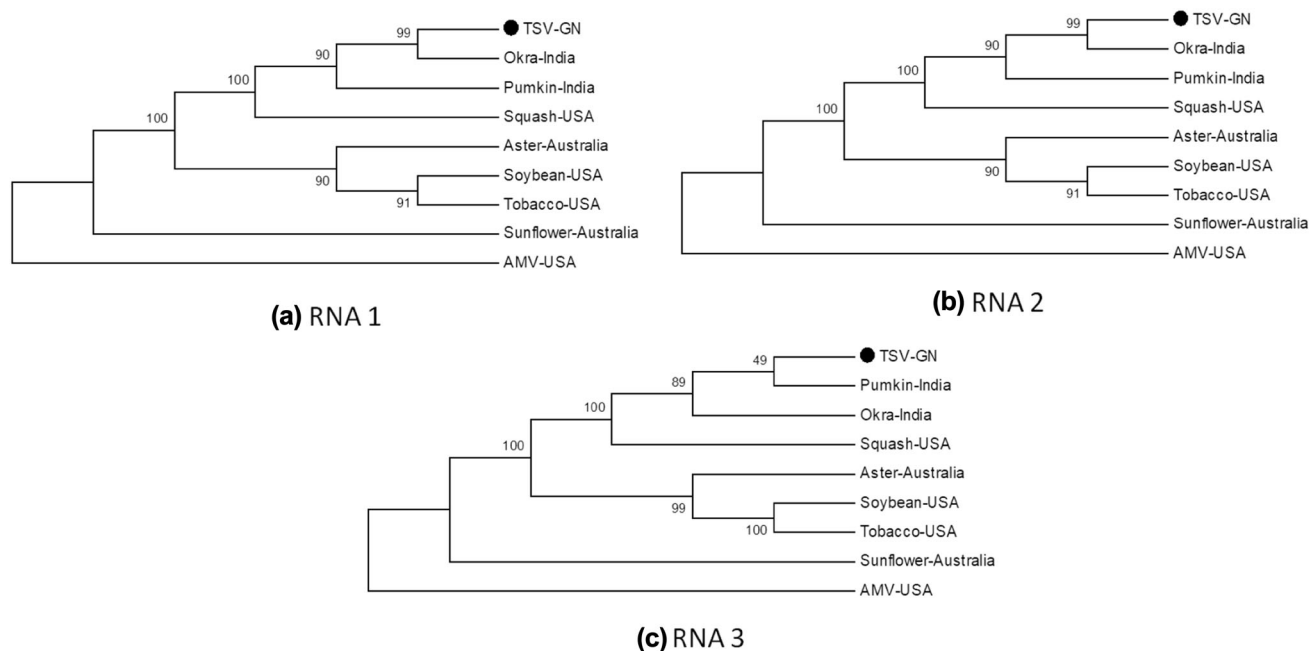 99
TSV-GN
90
Okra-India
100
Pumkin-India
100
Squash-USA
Aster-Australia
90
Soybean-USA
91
Tobacco-USA
Sunflower-Australia
AMV-USA
(a) RNA 1
99
TSV-GN
90
Okra-India
100
Pumkin-India
100
Squash-USA
Aster-Australia
90
Soybean-USA
91
Tobacco-USA
Sunflower-Australia
AMV-USA
(b) RNA 2
49
TSV-GN
89
Pumkin-India
100
Okra-India
100
Squash-USA
Aster-Australia
99
Soybean-USA
100
Tobacco-USA
Sunflower-Australia
AMV-USA
(c) RNA 3